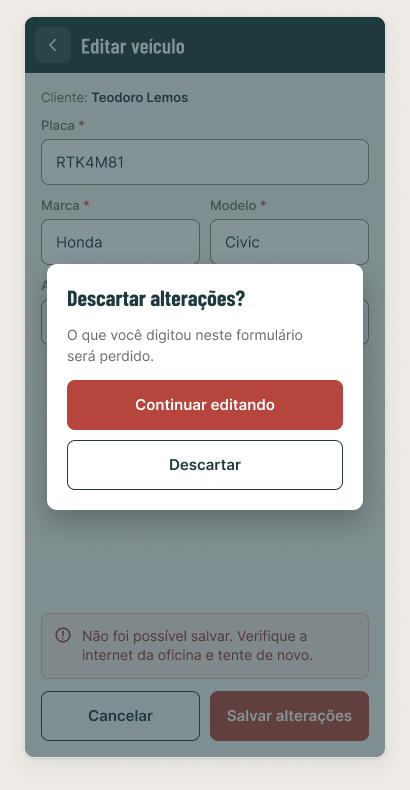 Editar veículo
Cliente: Teodoro Lemos
Placa *
RTK4M81
Marca *
Modelo *
Honda
Civic
Descartar alterações?
O que você digitou neste formulário
será perdido.
Continuar editando
Descartar
Não foi possível salvar. Verifique a
internet da oficina e tente de novo.
Cancelar
Salvar alterações